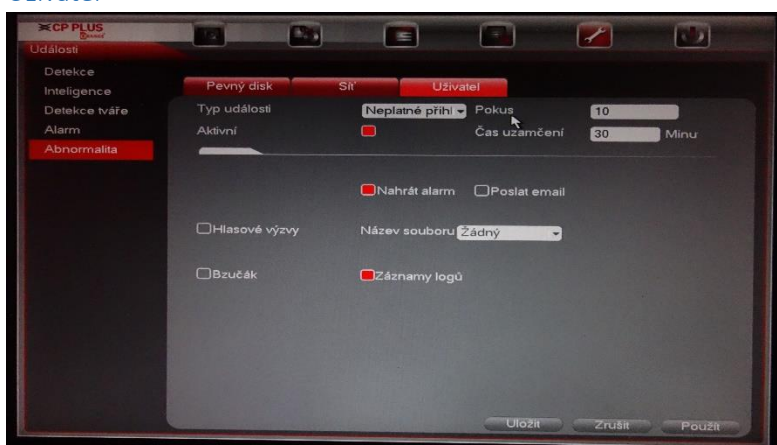 CP PLUS
Události
Detekce
Inteligence
Detekce tváře
Alarm
Abnormalita
Pevný disk Síť Uživatel
Typ události Neplatné přihl Pokus 10
Aktivní Čas uzamčení 30 Minu
Nahrát alarm Poslat email
Hlasové výzvy Název souboru Žádný
Bzučák Záznamy logů
Uložit Zrušit Použít